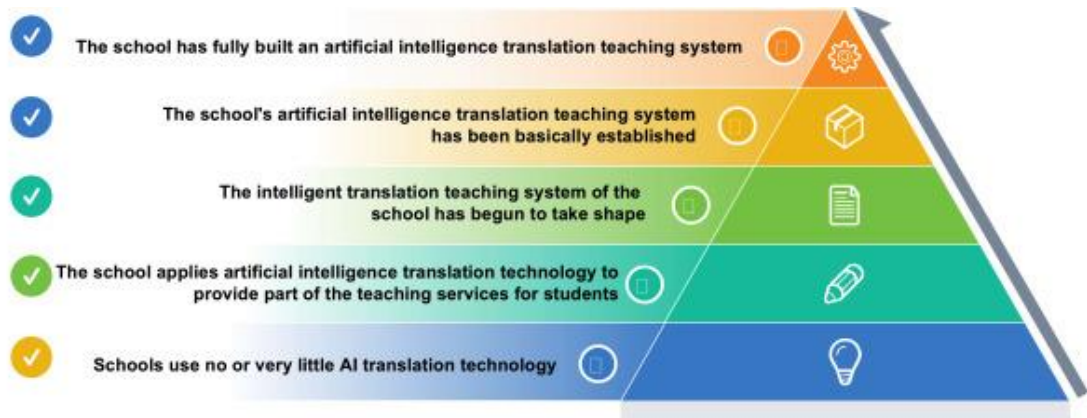 The school has fully built an artificial intelligence translation teaching system
The school's artificial intelligence translation teaching system
has been basically established
The intelligent translation teaching system of the
school has begun to take shape
The school applies artificial intelligence translation technology to
provide part of the teaching services for students
Schools use no or very little AI translation technology